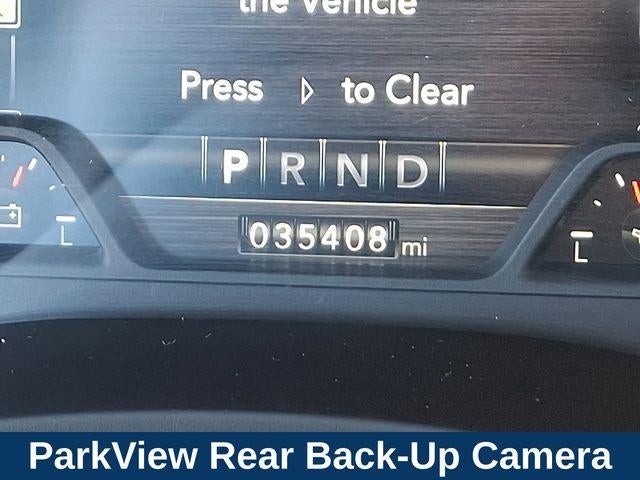 the Vehicle
Press ▷ to Clear
P R N D
035408 mi
L
L
ParkView Rear Back-Up Camera